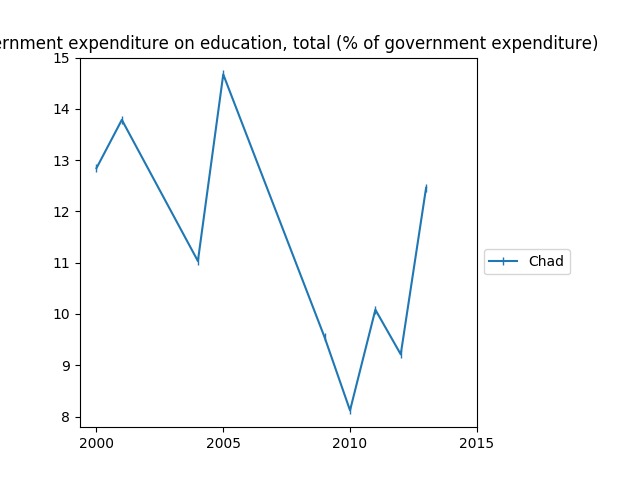 ernment expenditure on education, total (% of government expenditure)
15
14
13
12
11
10
9
8
2000 2005 2010 2015
Chad